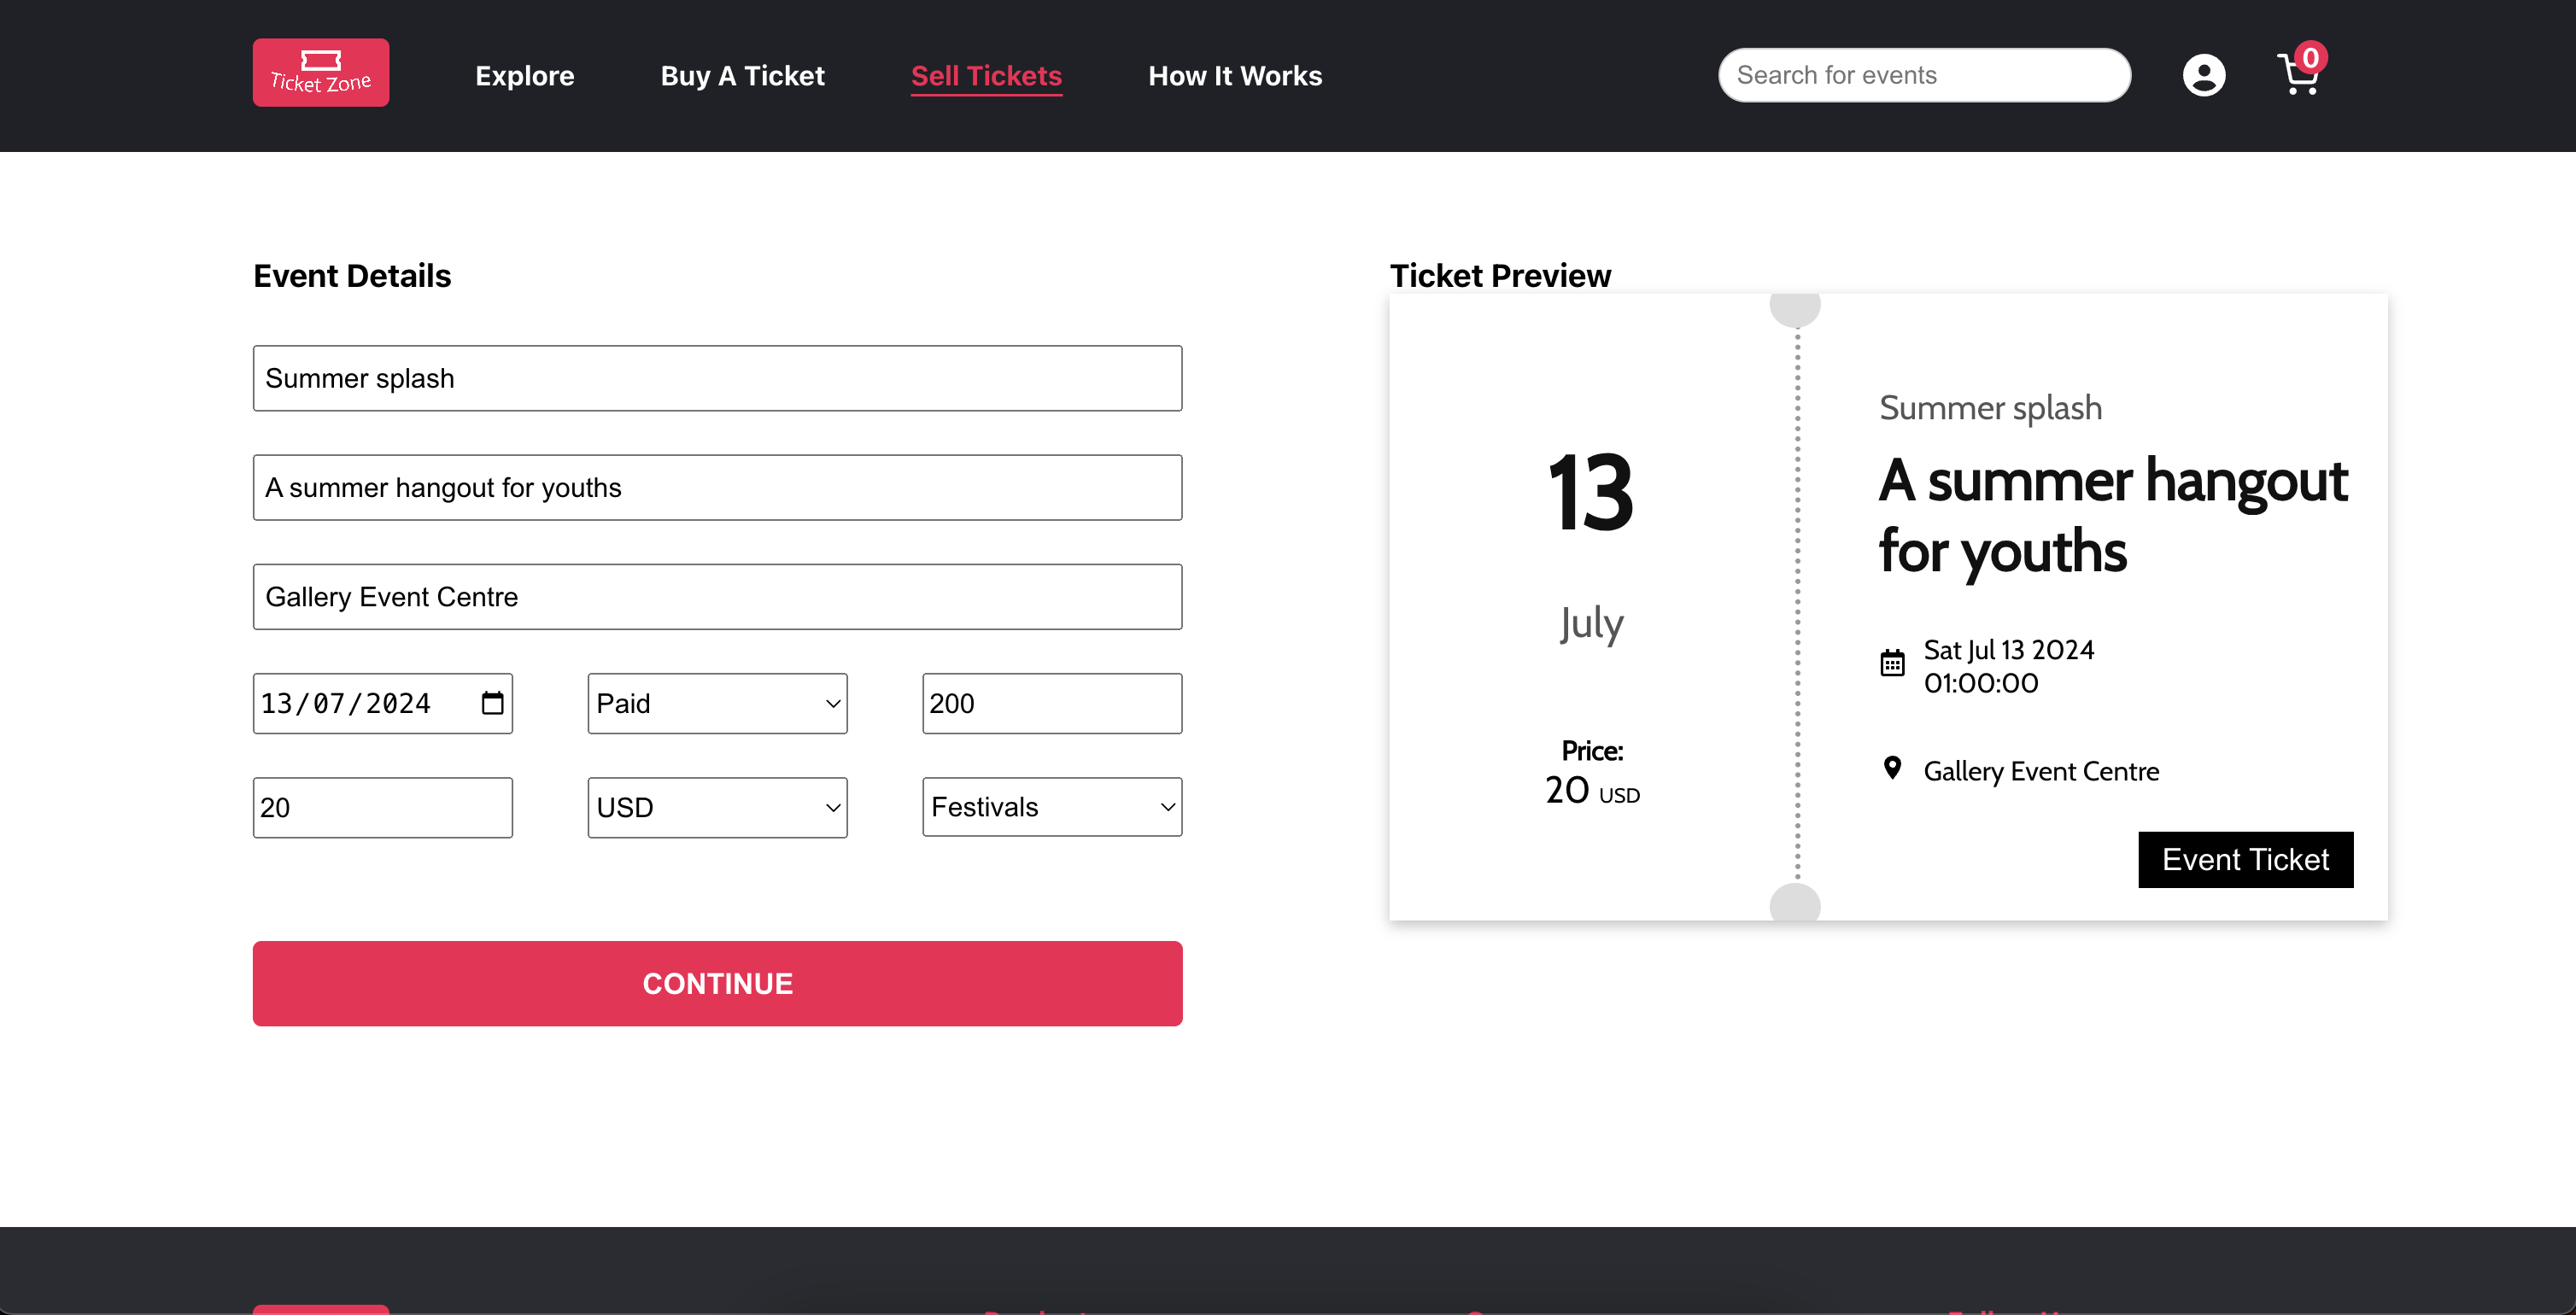 Ticket Zone
Explore
Buy A Ticket
Sell Tickets
How It Works
Search for events
0
Event Details
Summer splash
A summer hangout for youths
Gallery Event Centre
13/07/2024
Paid
200
20
USD
Festivals
CONTINUE
Ticket Preview
13
July
Price:
20 USD
Summer splash
A summer hangout
for youths
Sat Jul 13 2024
01:00:00
Gallery Event Centre
Event Ticket